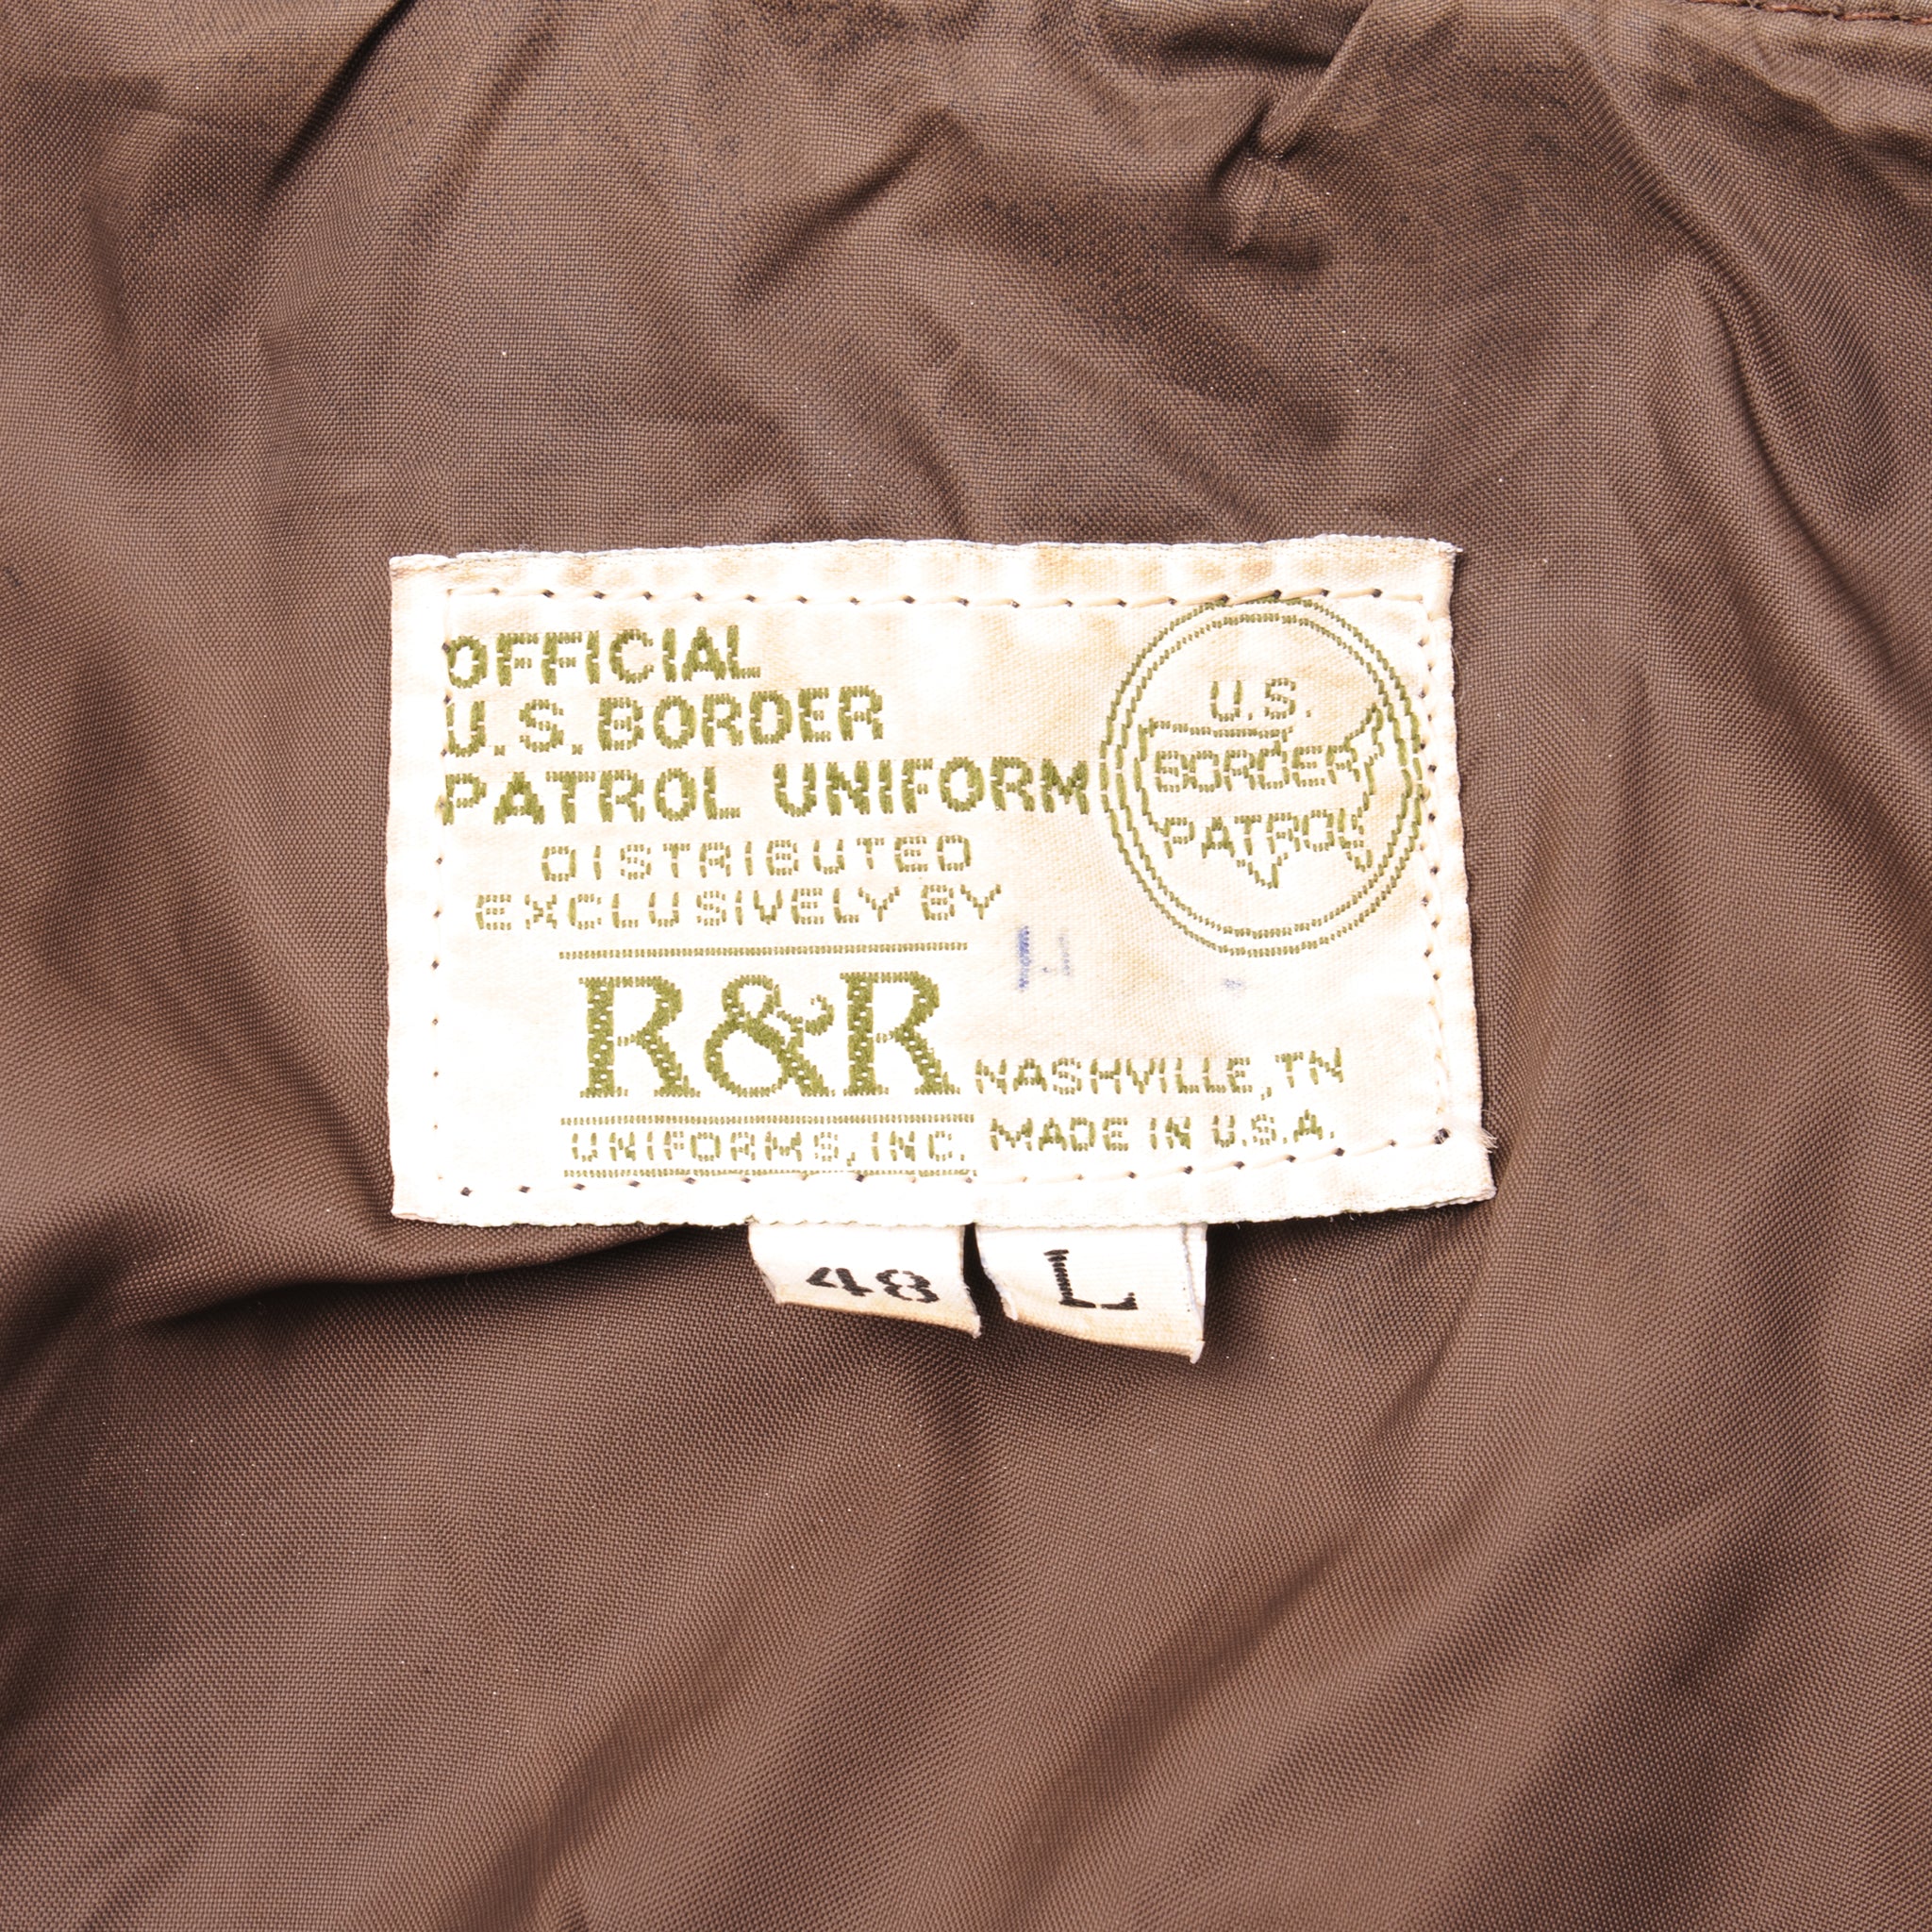 OFFICIAL
U.S. BORDER
PATROL UNIFORM
U.S.
BORDER
PATROL
DISTRIBUTED
EXCLUSIVELY BY
R&R
UNIFORMS, INC.
NASHVILLE, TN
MADE IN U.S.A.
48
L